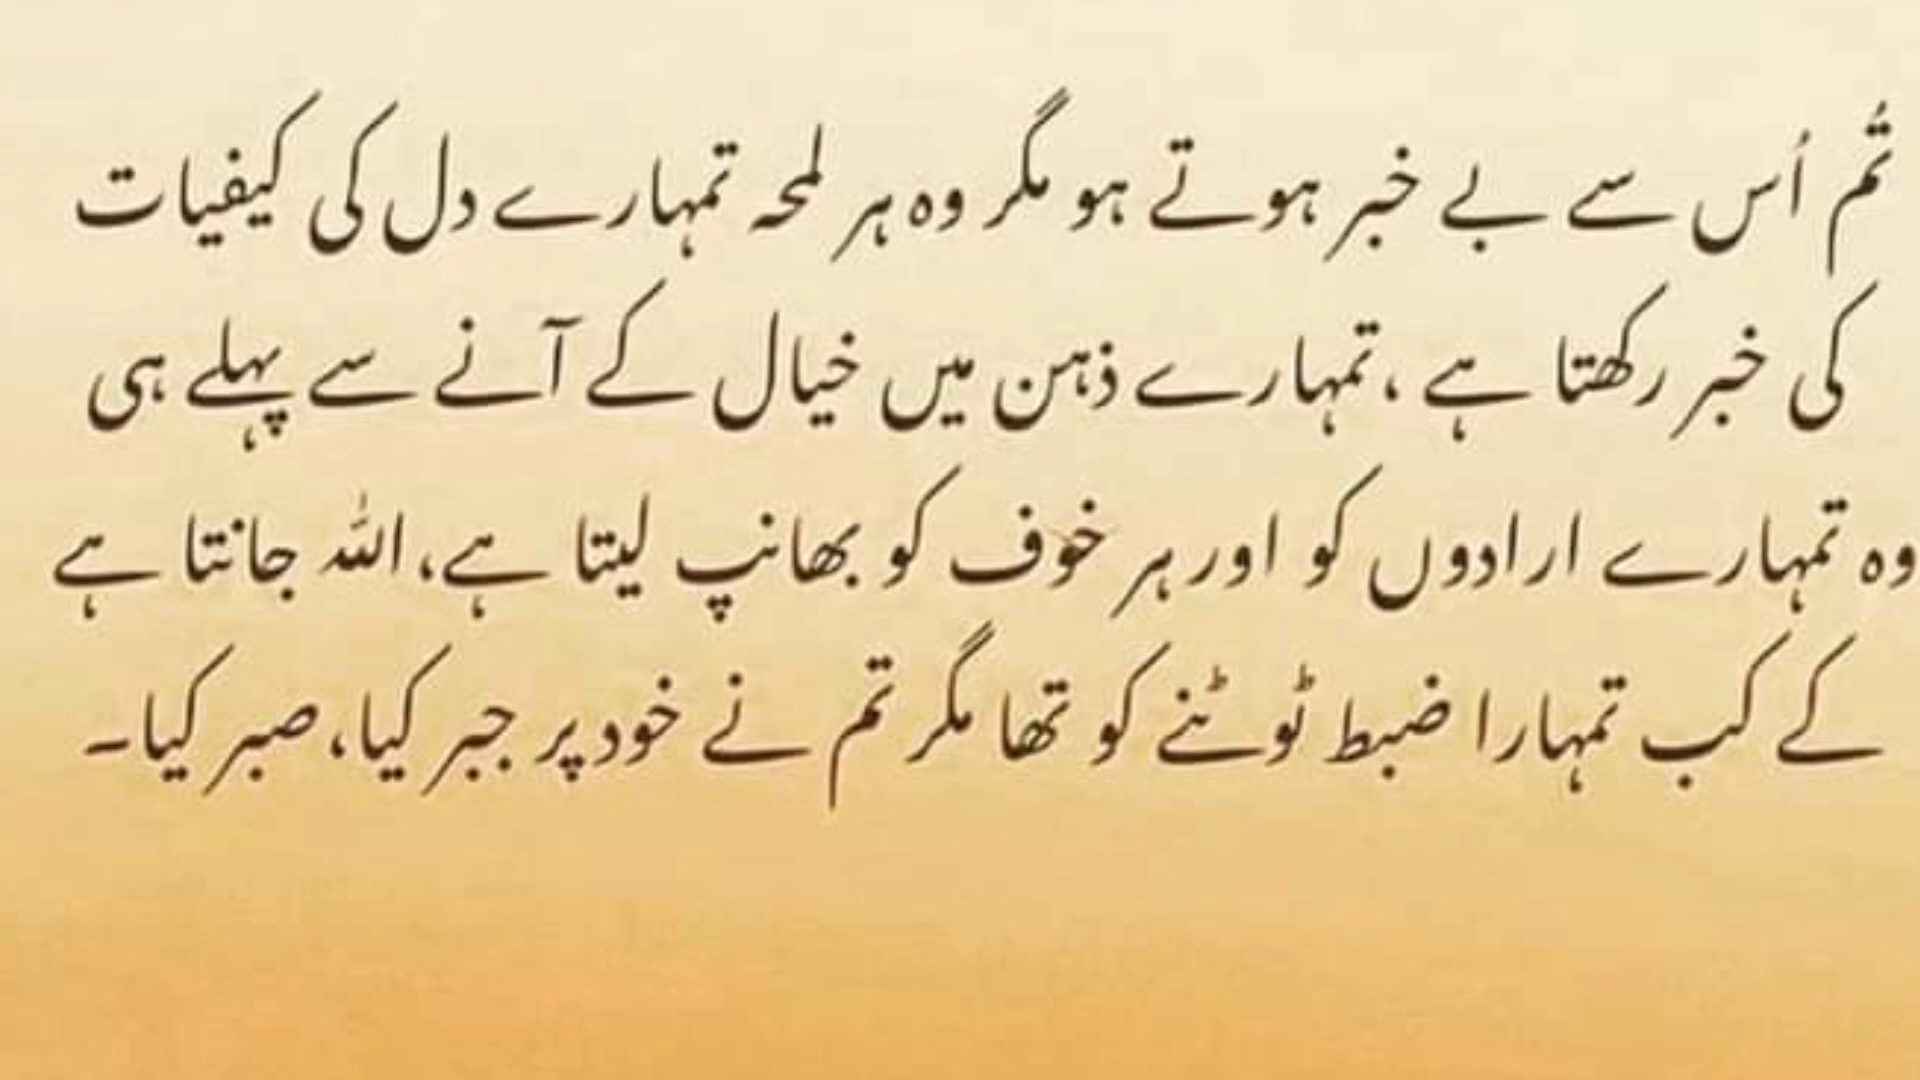 تُم اُس سے بے خبر ہوتے ہو مگر وہ ہر لمحہ تمہارے دل کی کیفیات
کی خبر رکھتا ہے ،تمہارے ذہن میں خیال کے آنے سے پہلے ہی
وہ تمہارے ارادوں کو اور ہر خوف کو بھانپ لیتا ہے، اللہ جانتا ہے
کے کب تمہارا ضبط ٹوٹنے کو تھا مگر تم نے خود پر جبر کیا، صبر کیا۔